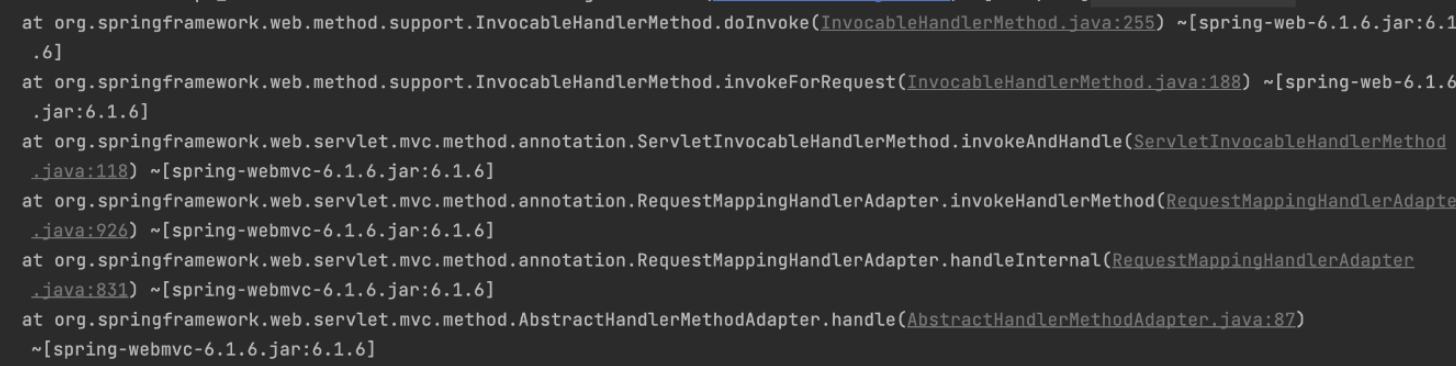 at org.springframework.web.method.support.InvocableHandlerMethod.doInvoke(InvocableHandlerMethod.java:255) ~[spring-web-6.1.6.jar:6.1
.6]
at org.springframework.web.method.support.InvocableHandlerMethod.invokeForRequest(InvocableHandlerMethod.java:188) ~[spring-web-6.1.6
.jar:6.1.6]
at org.springframework.web.servlet.mvc.method.annotation.ServletInvocableHandlerMethod.invokeAndHandle(ServletInvocableHandlerMethod
.java:118) ~[spring-webmvc-6.1.6.jar:6.1.6]
at org.springframework.web.servlet.mvc.method.annotation.RequestMappingHandlerAdapter.invokeHandlerMethod(RequestMappingHandlerAdapte
.java:926) ~[spring-webmvc-6.1.6.jar:6.1.6]
at org.springframework.web.servlet.mvc.method.annotation.RequestMappingHandlerAdapter.handleInternal(RequestMappingHandlerAdapter
.java:831) ~[spring-webmvc-6.1.6.jar:6.1.6]
at org.springframework.web.servlet.mvc.method.AbstractHandlerMethodAdapter.handle(AbstractHandlerMethodAdapter.java:87)
~[spring-webmvc-6.1.6.jar:6.1.6]